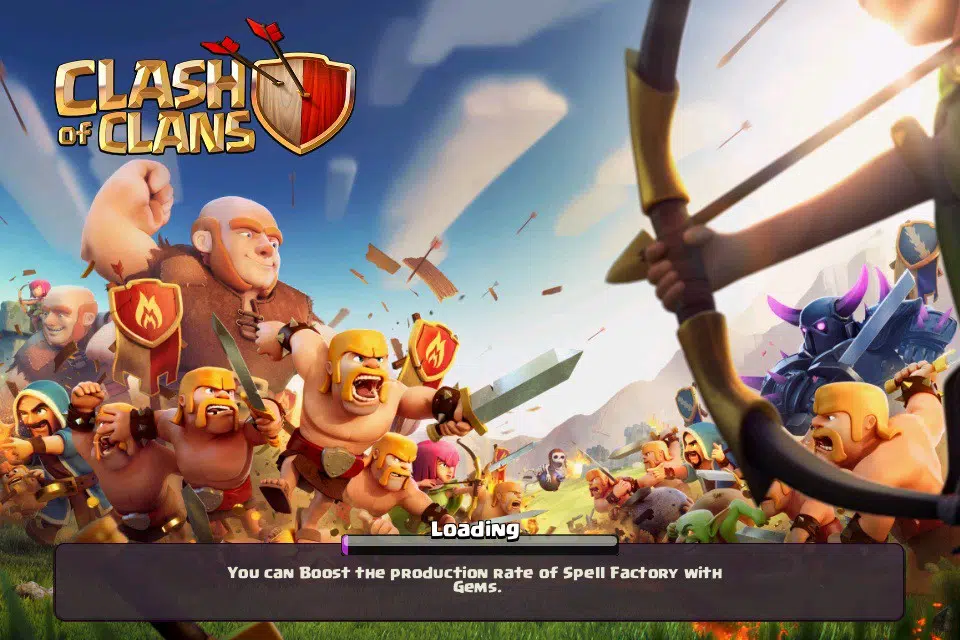 CLASH
of CLANS
Loading
You can Boost the production rate of Spell Factory with
Gems.